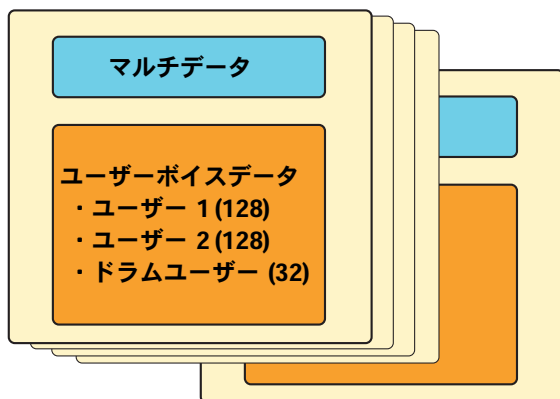 マルチデータ
ユーザーボイスデータ
・ユーザー 1 (128)
・ユーザー 2 (128)
・ドラムユーザー (32)